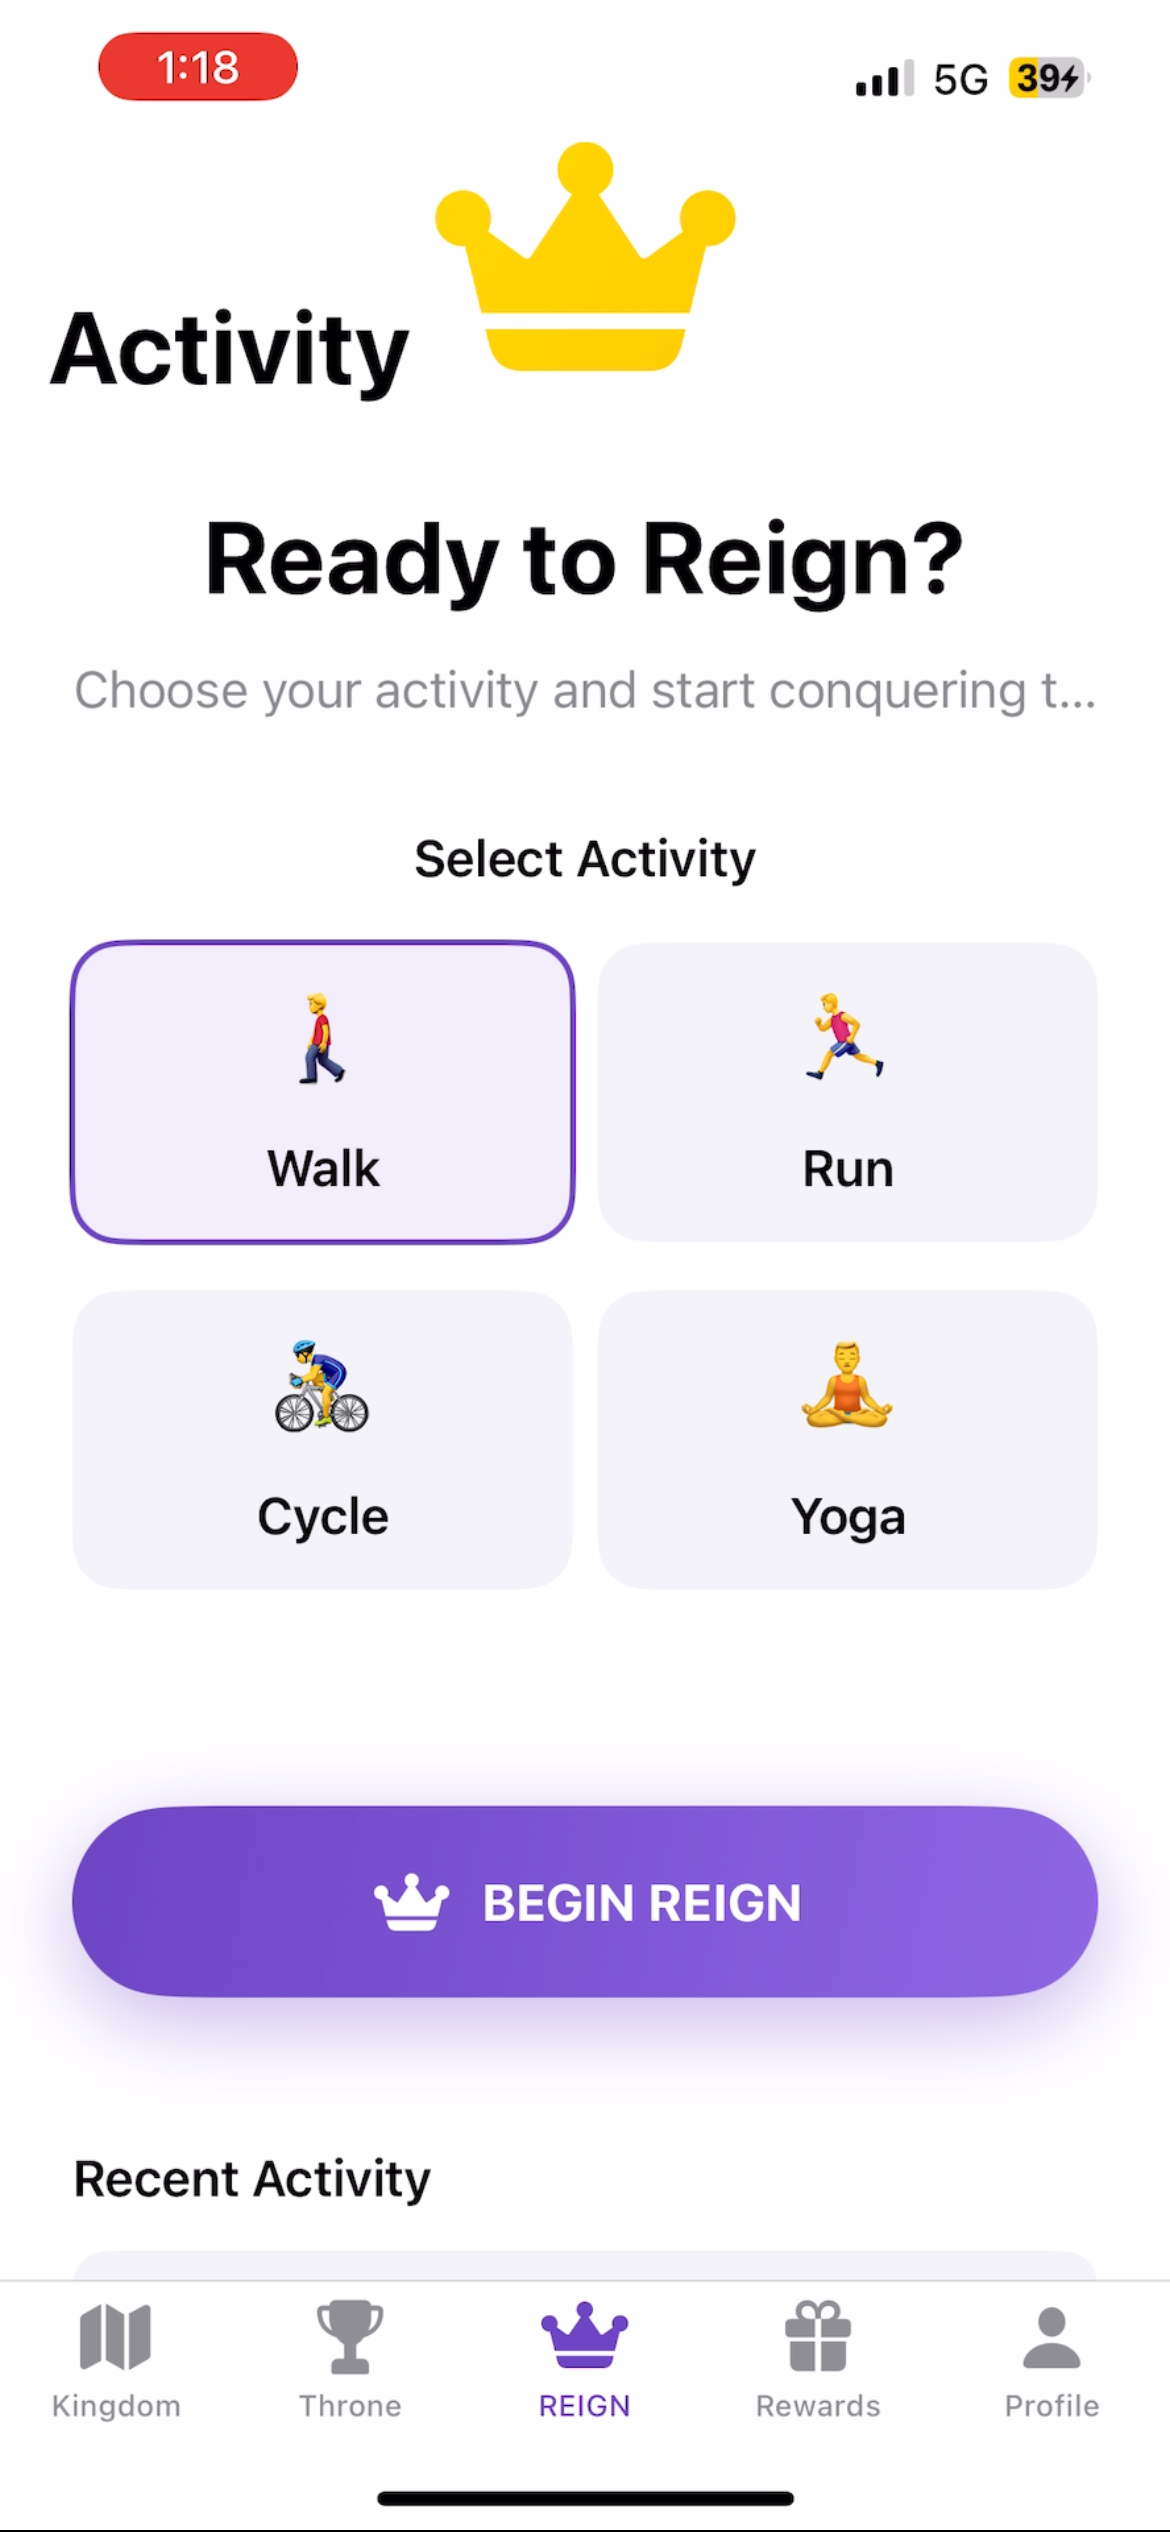 1:18
5G
39
Activity
Ready to Reign?
Choose your activity and start conquering t...
Select Activity
Walk
Run
Cycle
Yoga
BEGIN REIGN
Recent Activity
Kingdom
Throne
REIGN
Rewards
Profile